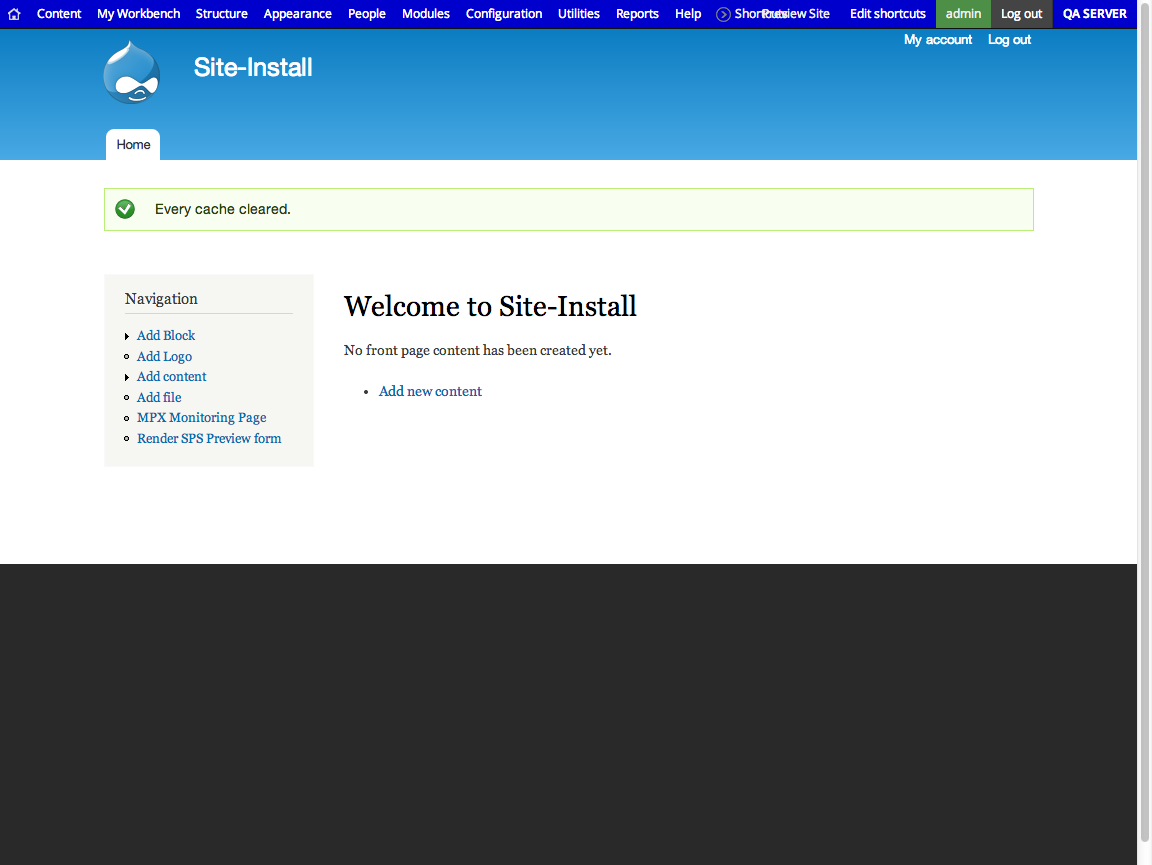 Content My Workbench Structure Appearance People Modules Configuration Utilities Reports Help Shortcuts Preview Site Edit shortcuts admin Log out QA SERVER
My account Log out
Site-Install
Home
Every cache cleared.
Navigation
Add Block
Add Logo
Add content
Add file
MPX Monitoring Page
Render SPS Preview form
Welcome to Site-Install
No front page content has been created yet.
Add new content